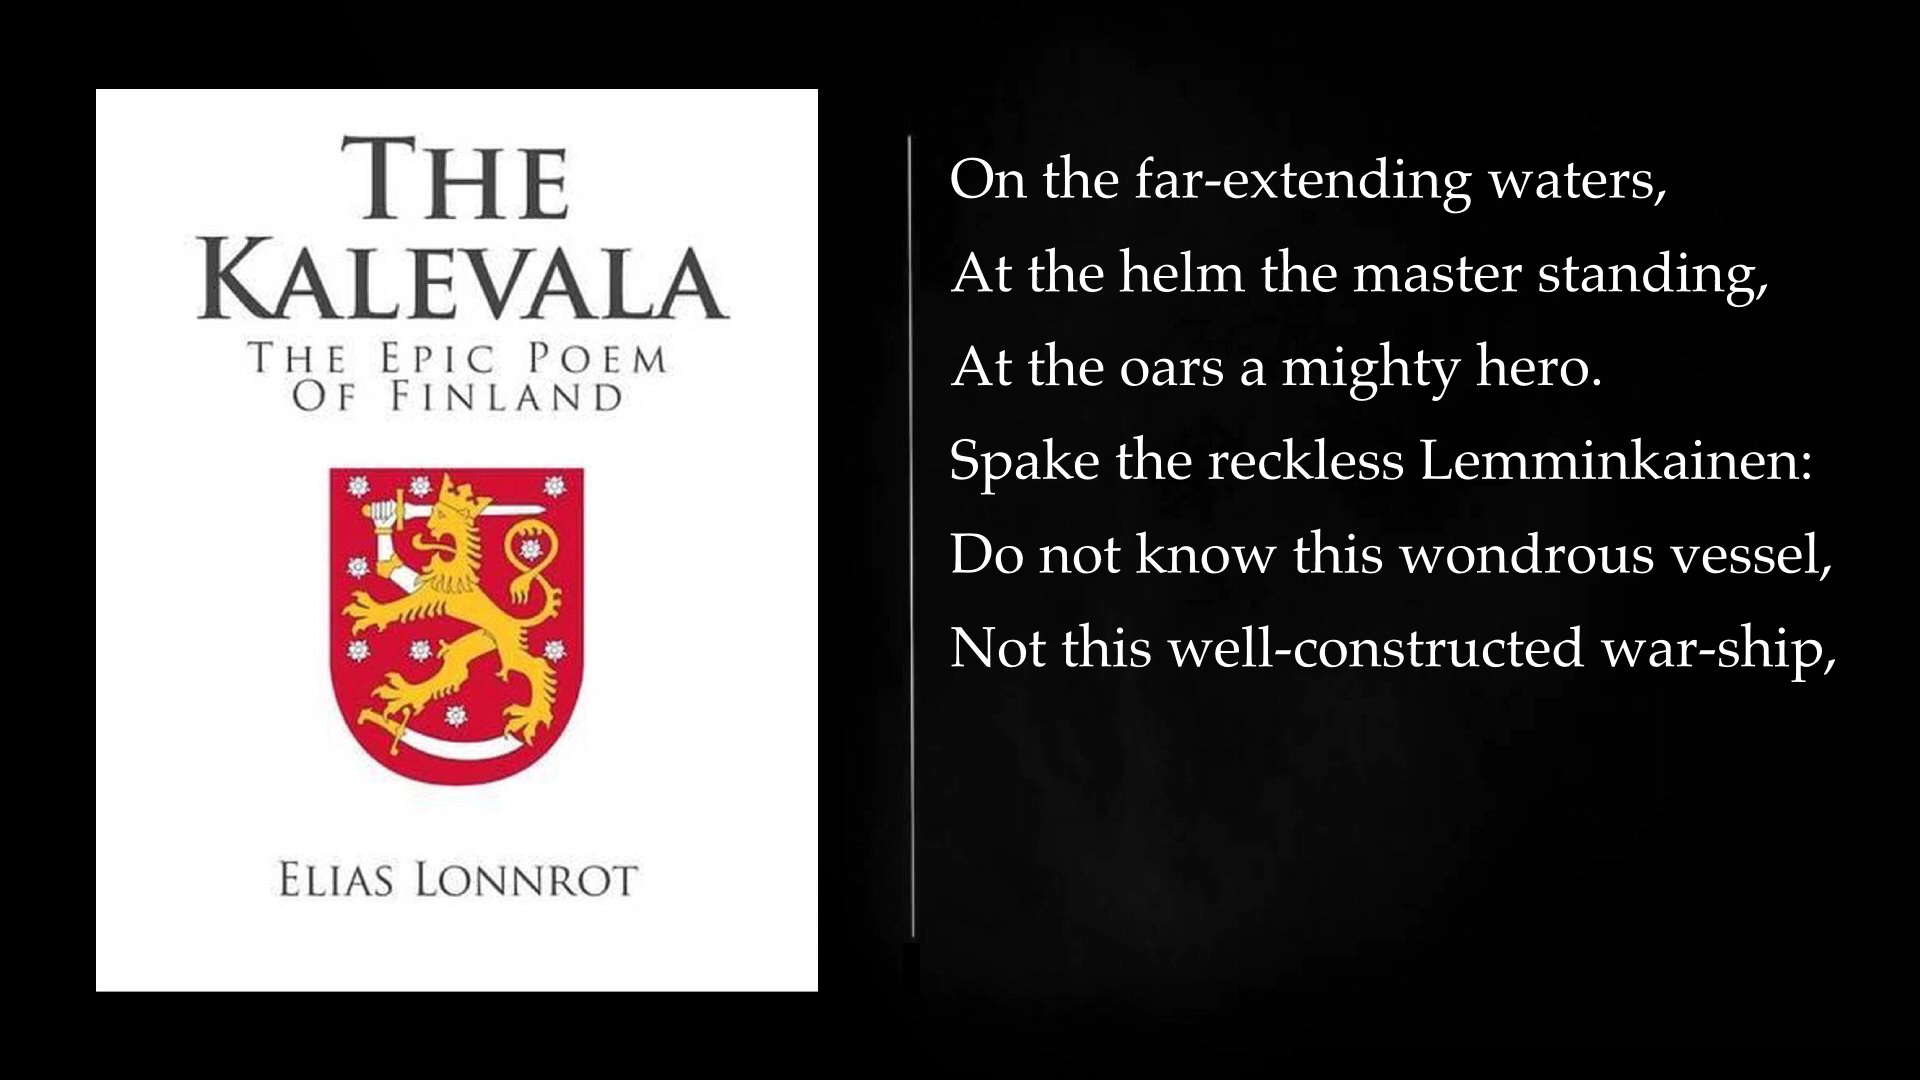 THE
KALEVALA
THE EPIC POEM
OF FINLAND
ELIAS LONNROT
On the far-extending waters,
At the helm the master standing,
At the oars a mighty hero.
Spake the reckless Lemminkainen:
Do not know this wondrous vessel,
Not this well-constructed war-ship,